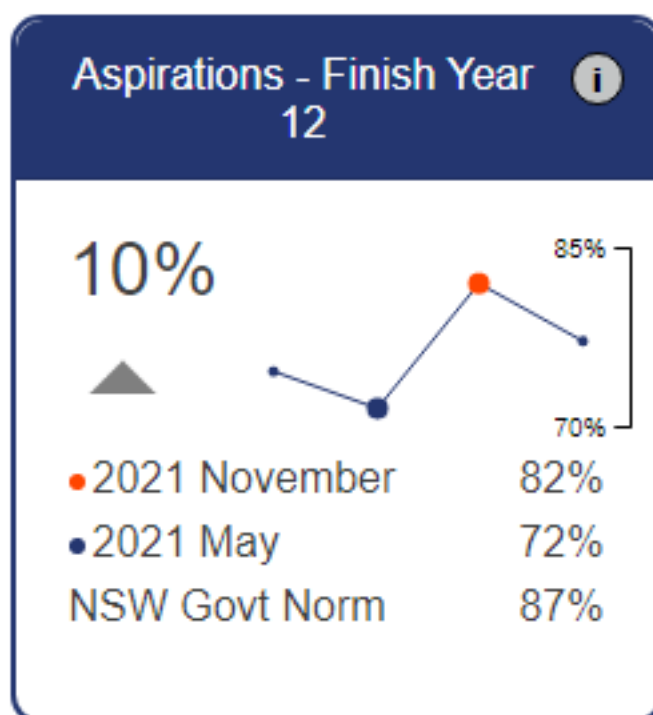 Aspirations - Finish Year
12
i
10%
85%
70%
2021 November 82%
2021 May 72%
NSW Govt Norm 87%